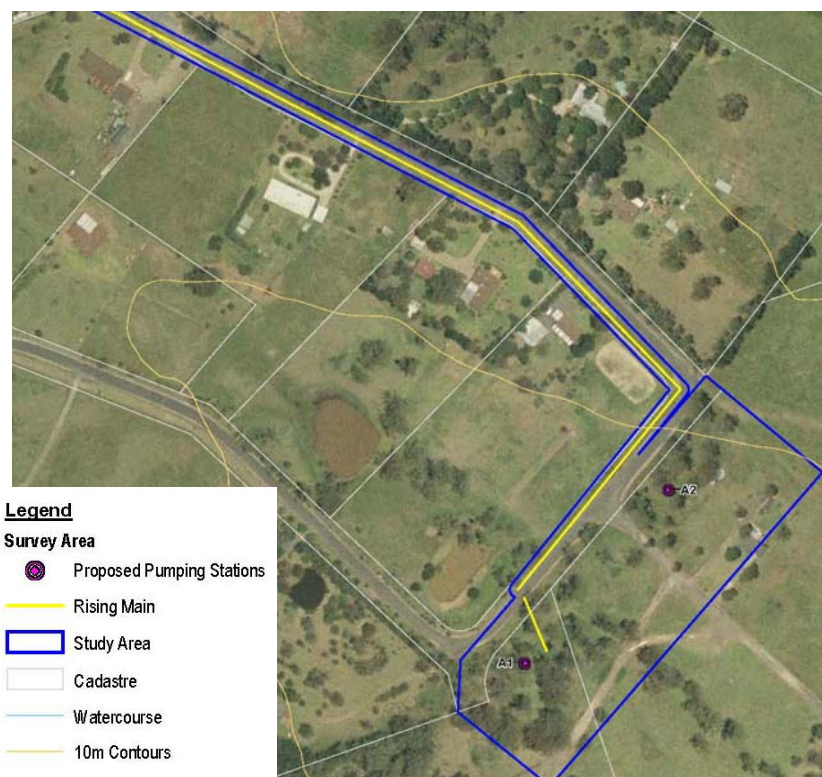 A2
A1
Legend
Survey Area
Proposed Pumping Stations
Rising Main
Study Area
Cadastre
Watercourse
10m Contours